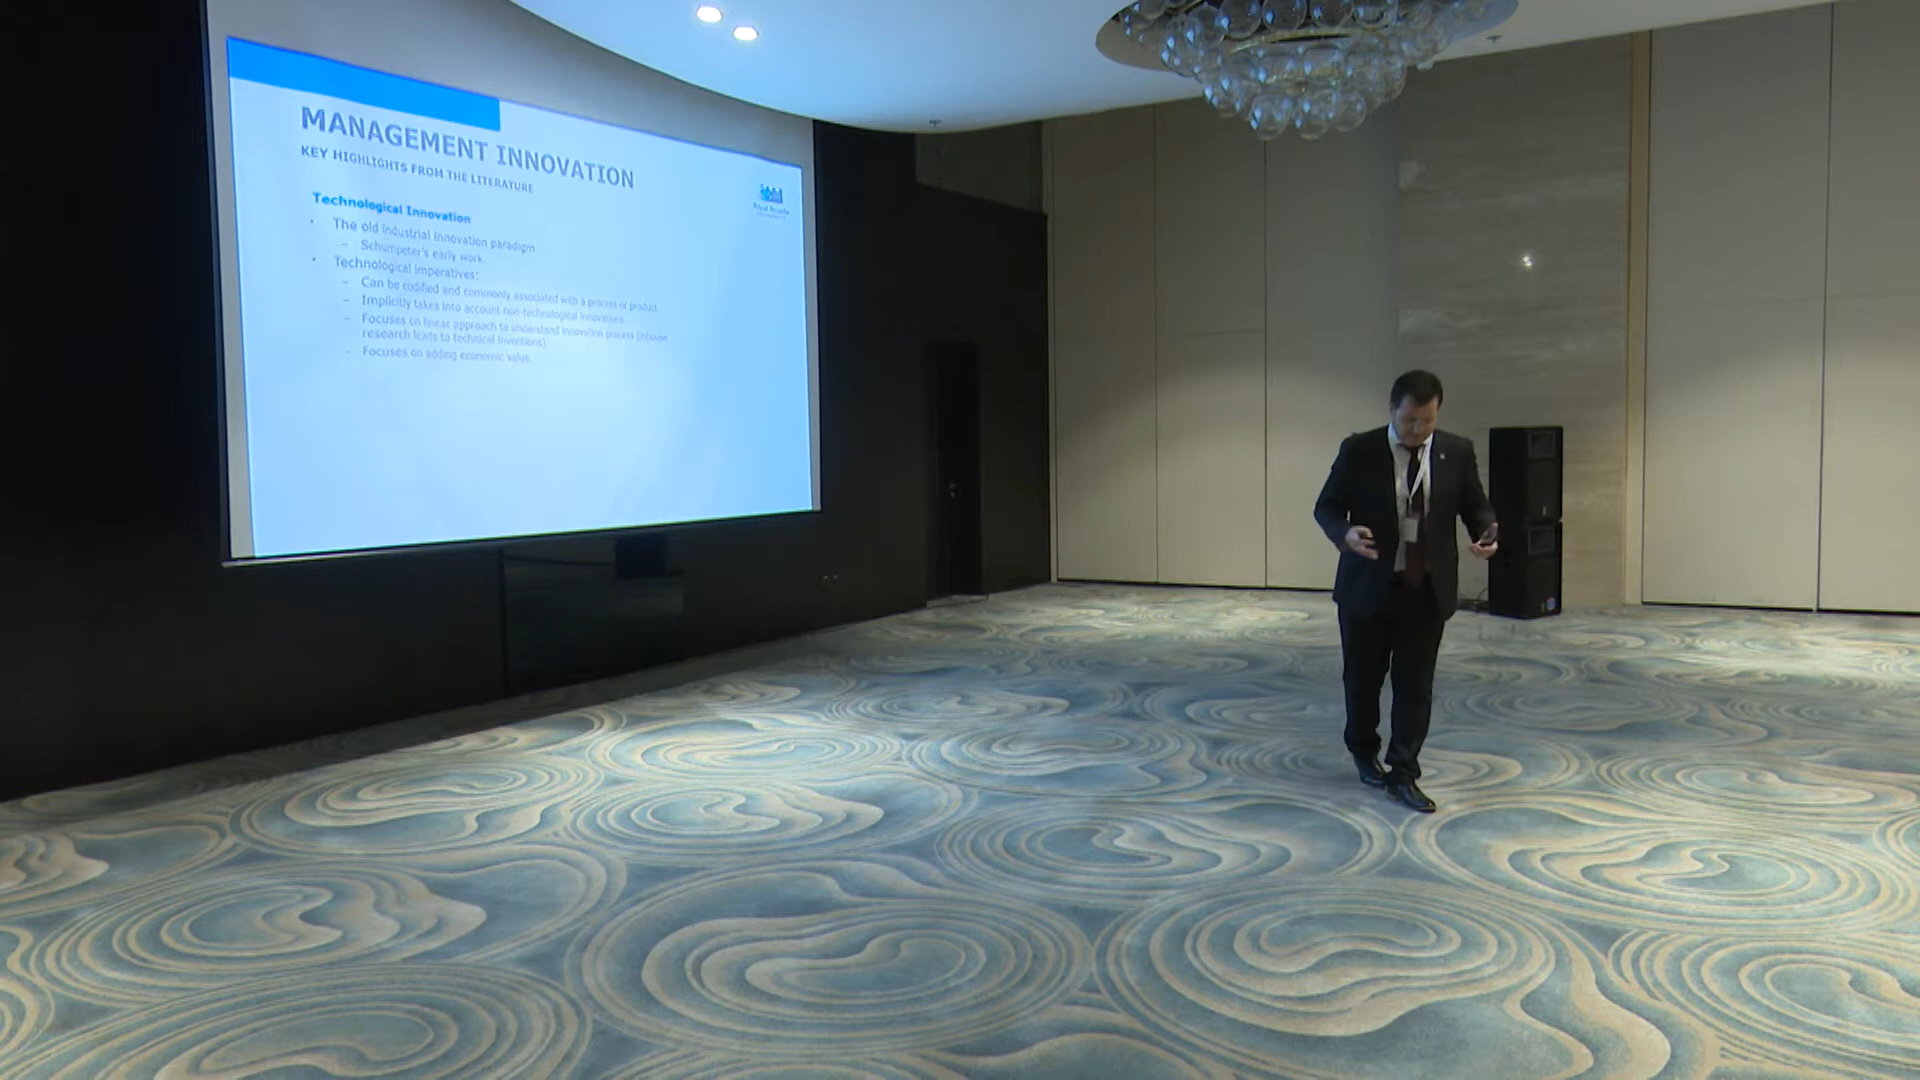 MANAGEMENT INNOVATION
KEY HIGHLIGHTS FROM THE LITERATURE
Royal Roads
Technological Innovation
• The old industrial innovation paradigm
– Schumpeter's early work.
• Technological imperatives:
– Can be codified and commonly associated with a process or product.
– Implicitly takes into account non-technological innovations.
– Focuses on linear approach to understand innovation process (inhouse
research leads to technical inventions).
– Focuses on adding economic value.